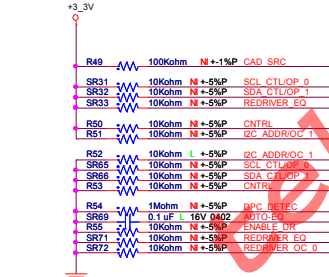 +3_3V
R49 100Kohm NI +-1%P CAD_SRC
SR31 10Kohm NI +-5%P SCL_CTL/OP_0
SR32 10Kohm NI +-5%P SDA_CTL/OP_1
SR33 10Kohm NI +-5%P REDRIVER_EQ
R50 10Kohm NI +-5%P CNTRL
R51 10Kohm NI +-5%P I2C_ADDR/OC_1
R52 10Kohm L +-5%P I2C_ADDR/OC_1
SR65 10Kohm NI +-5%P SCL_CTL/OP_0
SR66 10Kohm NI +-5%P SDA_CTL/OP_1
R53 10Kohm NI +-5%P CNTRL
R54 1Mohm NI +-5%P DPC_DETEC
SR69 0.1 uF L 16V_0402 AUTO-EQ
R55 10Kohm NI +-5%P ENABLE_DR
SR71 10Kohm NI +-5%P REDRIVER_EQ
SR72 10Kohm NI +-5%P REDRIVER_OC_0